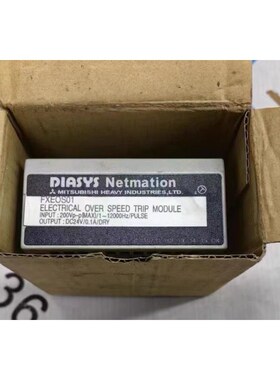 DIASYS Netmation
MITSUBISHI HEAVY INDUSTRIES, LTD.
FXEOS01
ELECTRICAL OVER SPEED TRIP MODULE
INPUT : 200Vp-p(MAX)/1~12000Hz/PULSE
OUTPUT : DC24V/0.1A/DRY
36